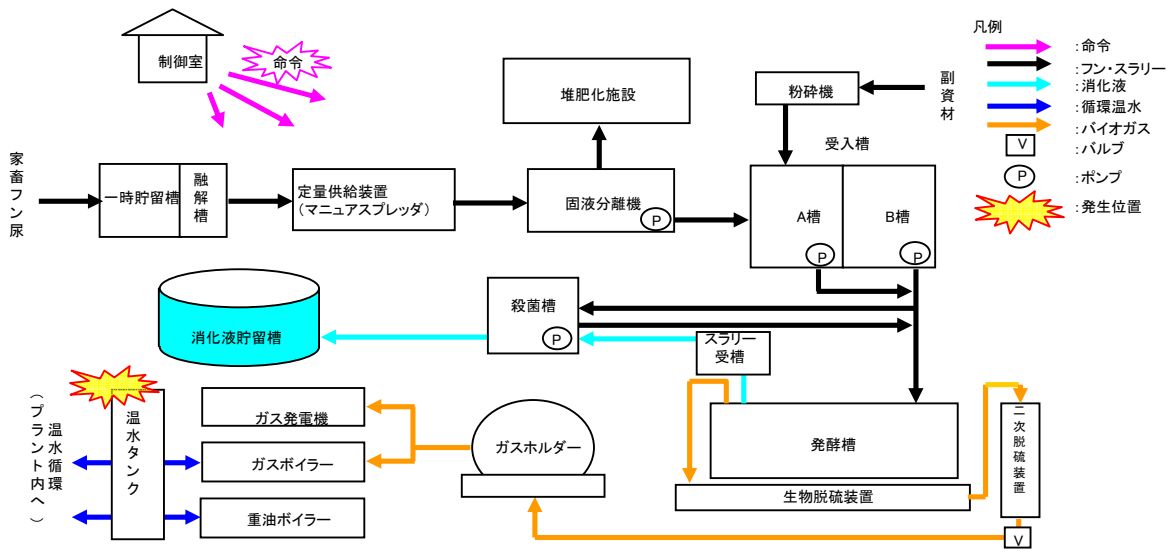 制御室
命令
凡例
:命令
:フン・スラリー
:消化液
:循環温水
:バイオガス
V
:バルブ
P
:ポンプ
:発生位置
堆肥化施設
粉砕機
副資材
受入槽
家畜フン尿
一時貯留槽
融解槽
定量供給装置
(マニュアスプレッダ)
固液分離機
P
A槽
P
B槽
P
消化液貯留槽
殺菌槽
P
スラリー
受槽
温水循環
(プラント内へ)
温水タンク
ガス発電機
ガスボイラー
重油ボイラー
ガスホルダー
発酵槽
生物脱硫装置
二次脱硫装置
V